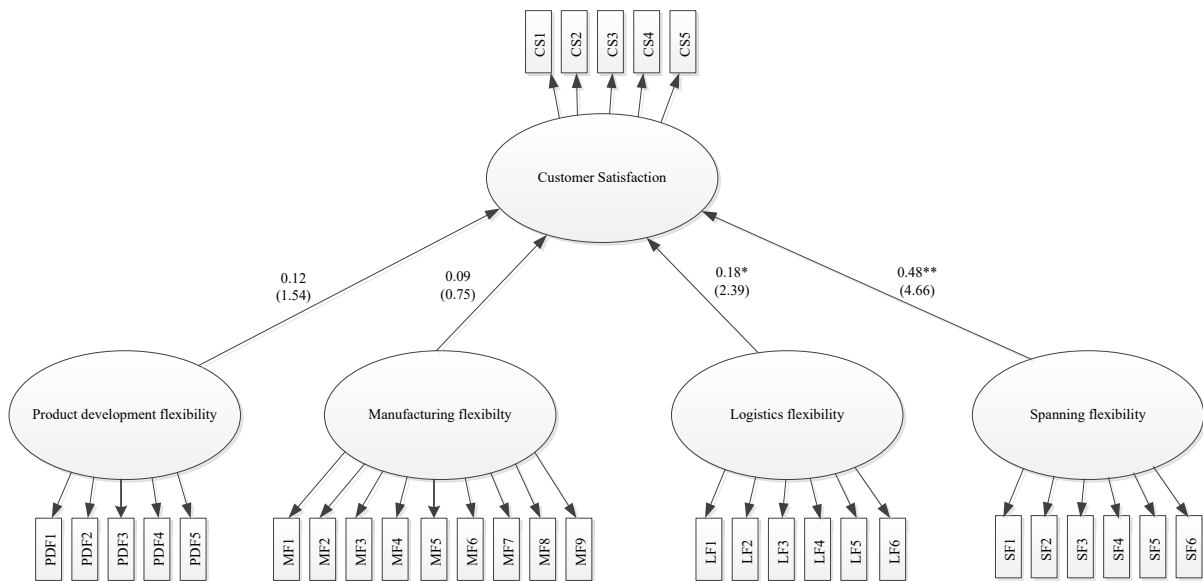 CS1
CS2
CS3
CS4
CS5
Customer Satisfaction
0.12
(1.54)
0.09
(0.75)
0.18*
(2.39)
0.48**
(4.66)
Product development flexibility
Manufacturing flexibilty
Logistics flexibility
Spanning flexibility
PDF1
PDF2
PDF3
PDF4
PDF5
MF1
MF2
MF3
MF4
MF5
MF6
MF7
MF8
MF9
LF1
LF2
LF3
LF4
LF5
LF6
SF1
SF2
SF3
SF4
SF5
SF6